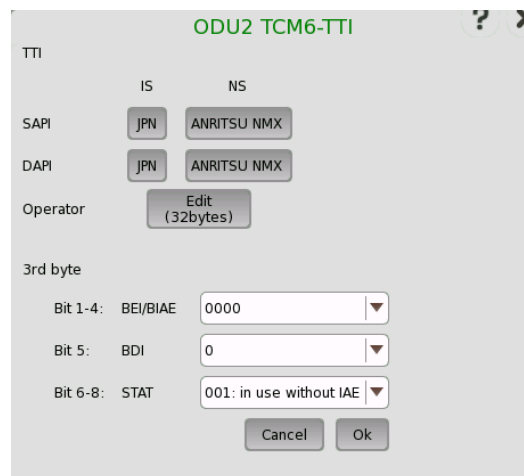 ODU2 TCM6-TTI ?
TTI
IS NS
SAPI JPN ANRITSU NMX
DAPI JPN ANRITSU NMX
Operator Edit
(32bytes)
3rd byte
Bit 1-4: BEI/BIAE 0000
Bit 5: BDI 0
Bit 6-8: STAT 001: in use without IAE
Cancel Ok